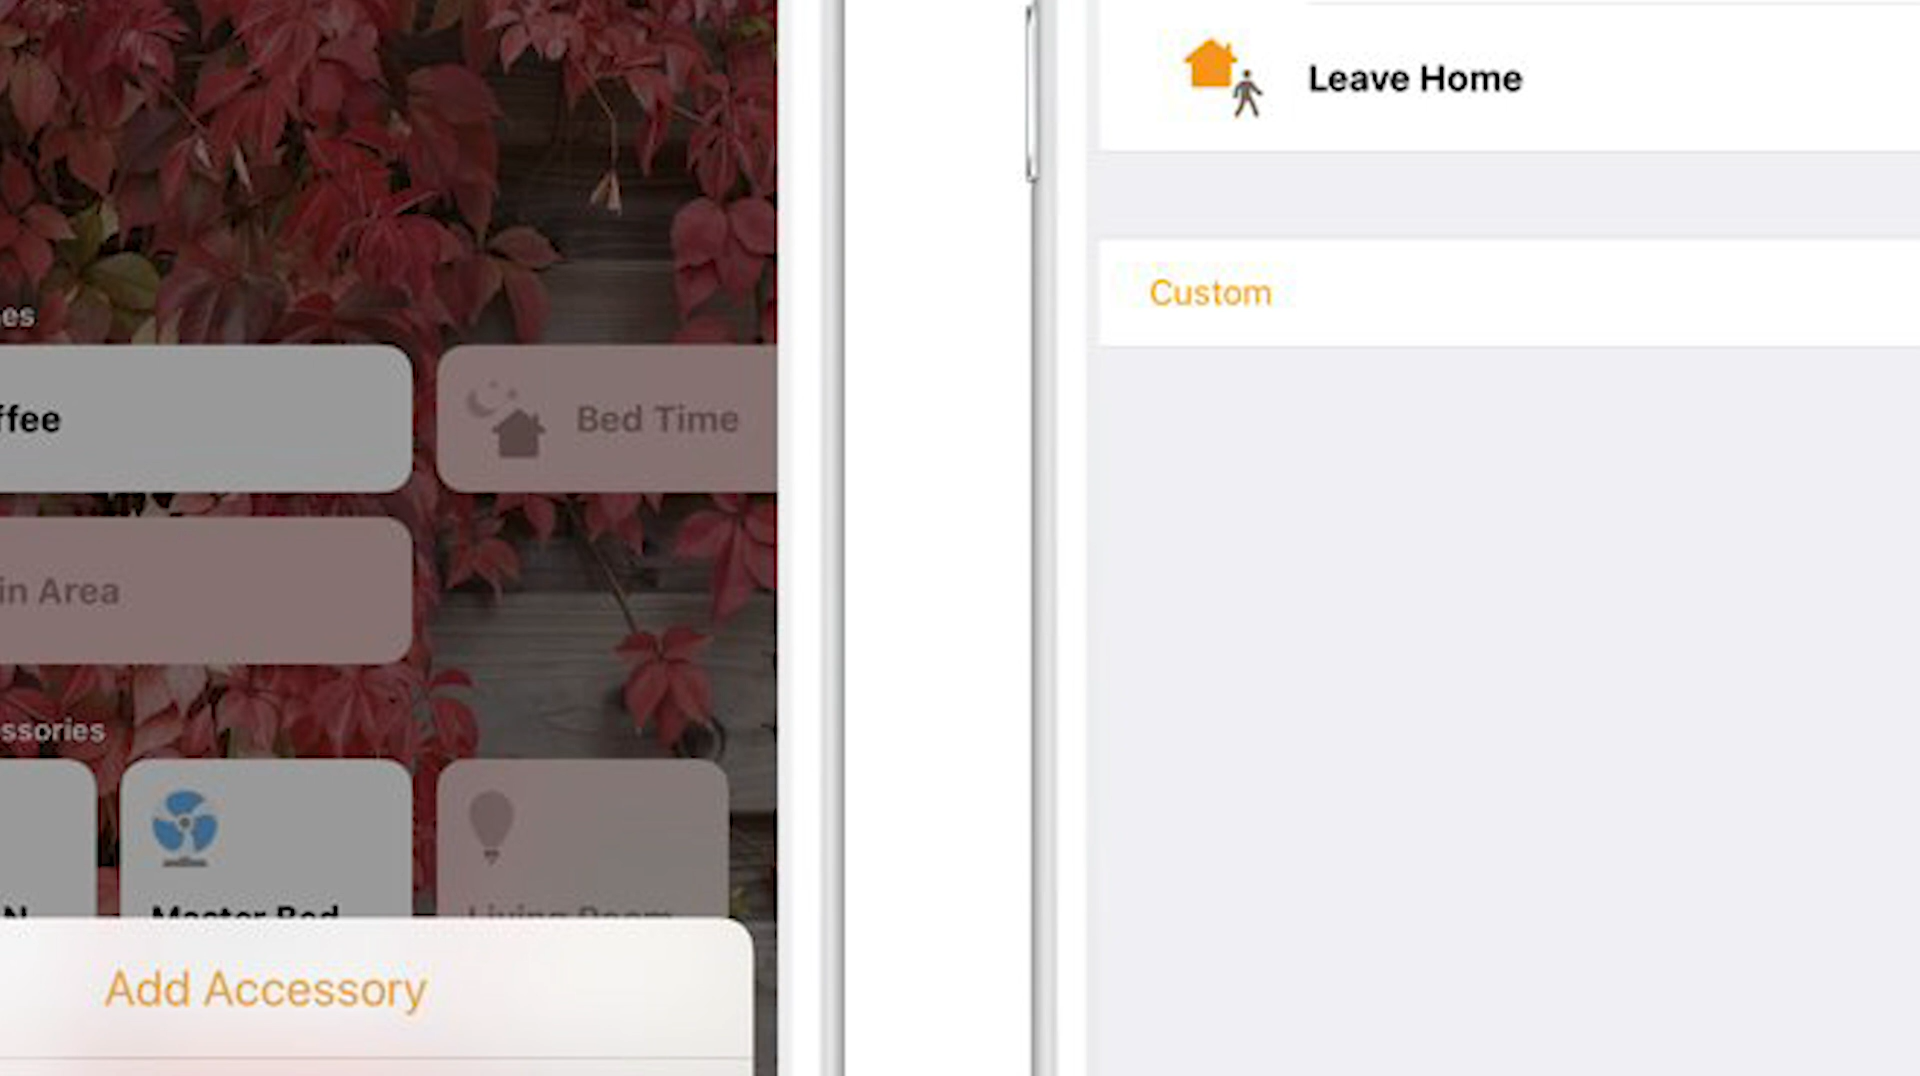 es
ffee
Bed Time
in Area
ssories
N
Master Bed
Living Room
Add Accessory
Leave Home
Custom